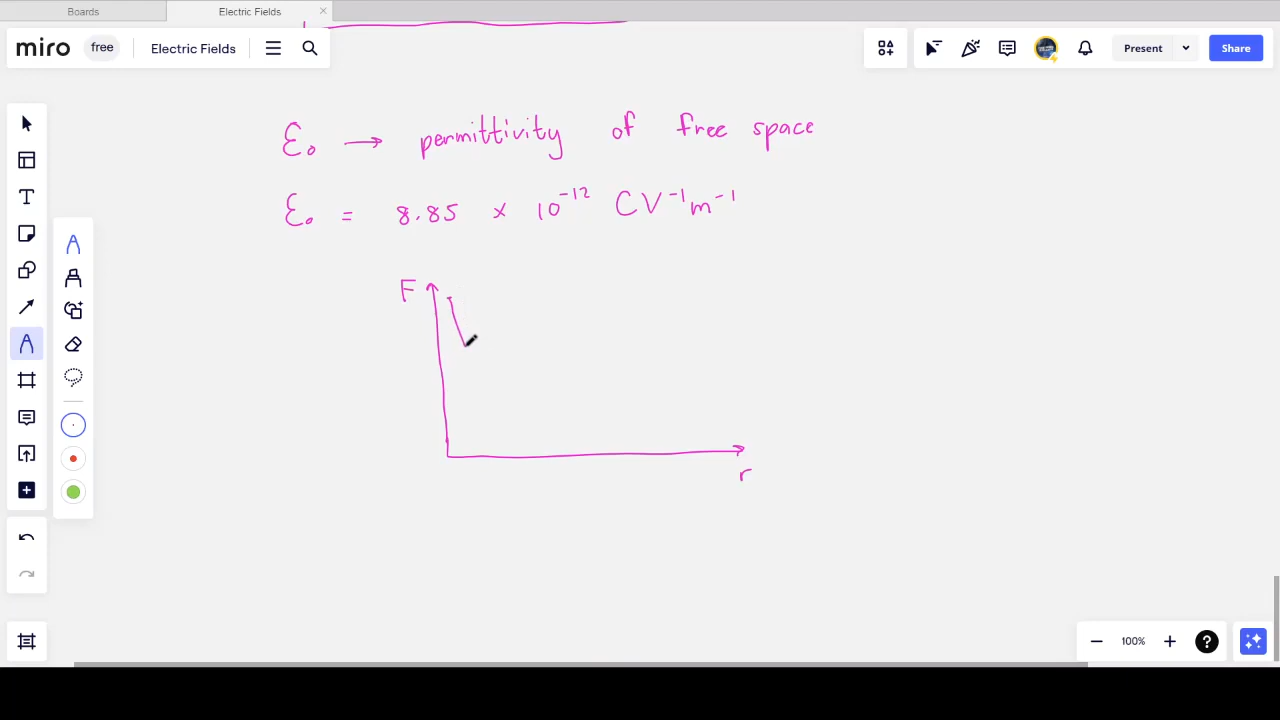 Boards
Electric Fields
miro free Electric Fields
Present
Share
ε₀ → permittivity of free space
ε₀ = 8.85 × 10⁻¹² CV⁻¹m⁻¹
F
r
100%